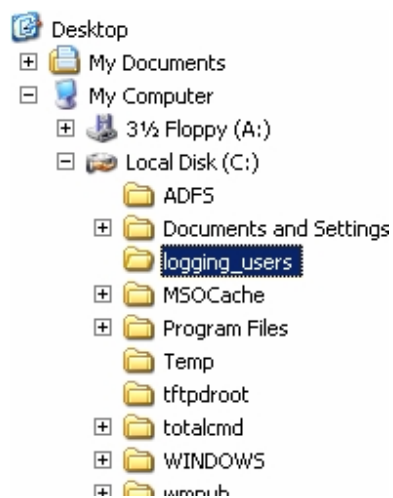 Desktop
My Documents
My Computer
3½ Floppy (A:)
Local Disk (C:)
ADFS
Documents and Settings
logging_users
MSOCache
Program Files
Temp
tftpdroot
totalcmd
WINDOWS
wmpub